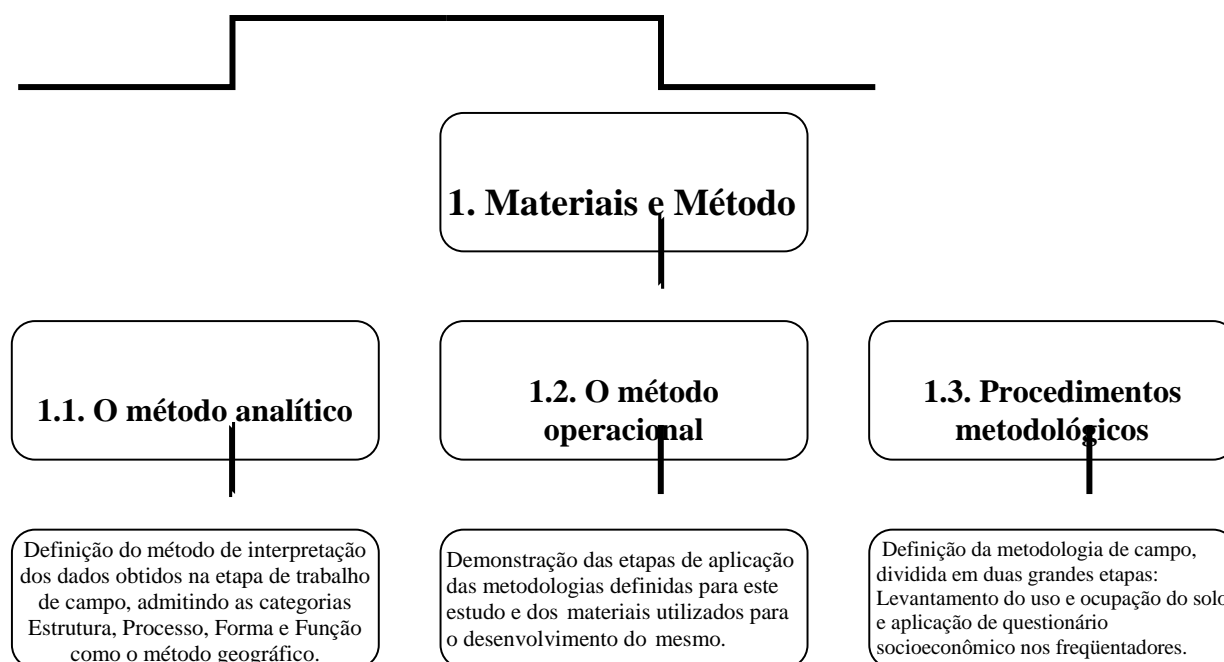 1. Materiais e Método
1.1. O método analítico
1.2. O método
operacional
1.3. Procedimentos
metodológicos
Definição do método de interpretação
dos dados obtidos na etapa de trabalho
de campo, admitindo as categorias
Estrutura, Processo, Forma e Função
como o método geográfico.
Demonstração das etapas de aplicação
das metodologias definidas para este
estudo e dos materiais utilizados para
o desenvolvimento do mesmo.
Definição da metodologia de campo,
dividida em duas grandes etapas:
Levantamento do uso e ocupação do solo
e aplicação de questionário
socioeconômico nos freqüentadores.